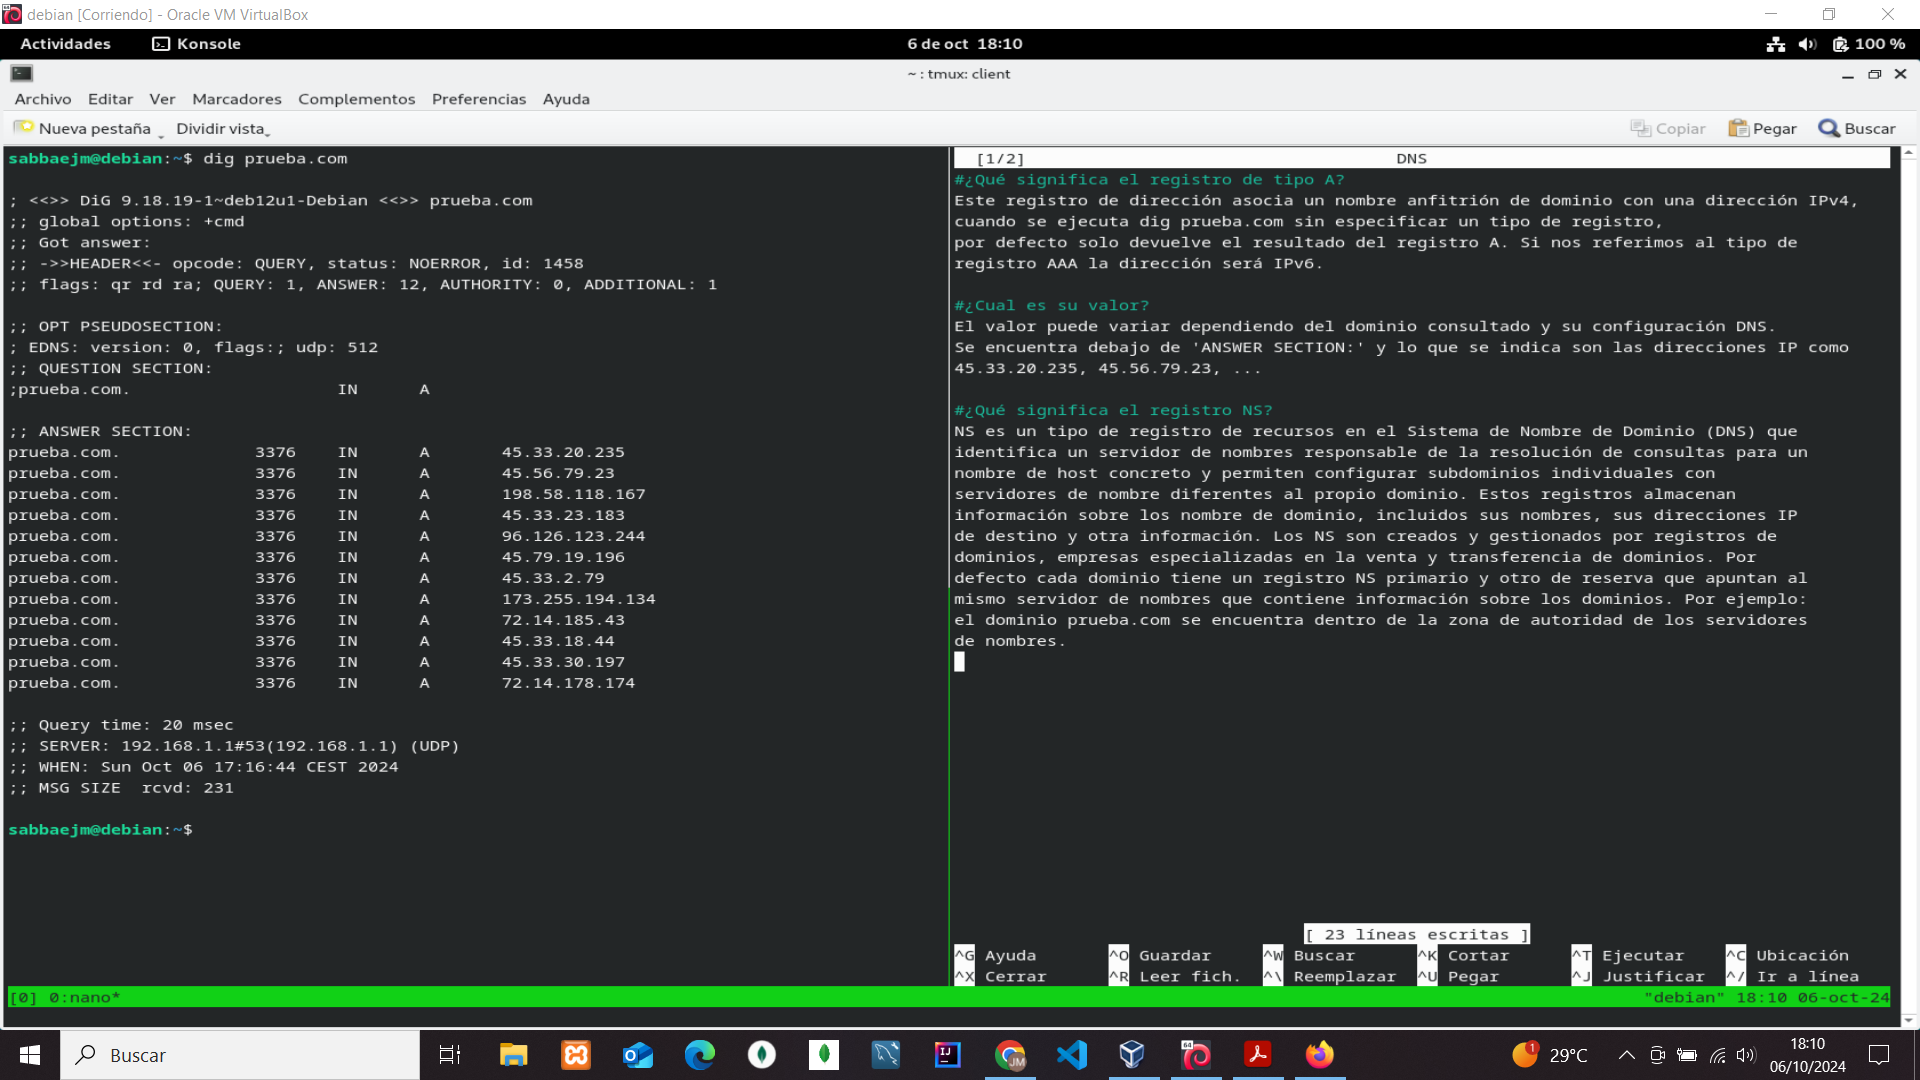 debian [Corriendo] - Oracle VM VirtualBox
Actividades Konsole 6 de oct 18:10 100 %
~ : tmux: client
Archivo Editar Ver Marcadores Complementos Preferencias Ayuda
Nueva pestaña Dividir vista Copiar Pegar Buscar
sabbaejm@debian:~$ dig prueba.com

; <<>> DiG 9.18.19-1~deb12u1-Debian <<>> prueba.com
;; global options: +cmd
;; Got answer:
;; ->>HEADER<<- opcode: QUERY, status: NOERROR, id: 1458
;; flags: qr rd ra; QUERY: 1, ANSWER: 12, AUTHORITY: 0, ADDITIONAL: 1

;; OPT PSEUDOSECTION:
; EDNS: version: 0, flags:; udp: 512
;; QUESTION SECTION:
;prueba.com. IN A

;; ANSWER SECTION:
prueba.com. 3376 IN A 45.33.20.235
prueba.com. 3376 IN A 45.56.79.23
prueba.com. 3376 IN A 198.58.118.167
prueba.com. 3376 IN A 45.33.23.183
prueba.com. 3376 IN A 96.126.123.244
prueba.com. 3376 IN A 45.79.19.196
prueba.com. 3376 IN A 45.33.2.79
prueba.com. 3376 IN A 173.255.194.134
prueba.com. 3376 IN A 72.14.185.43
prueba.com. 3376 IN A 45.33.18.44
prueba.com. 3376 IN A 45.33.30.197
prueba.com. 3376 IN A 72.14.178.174

;; Query time: 20 msec
;; SERVER: 192.168.1.1#53(192.168.1.1) (UDP)
;; WHEN: Sun Oct 06 17:16:44 CEST 2024
;; MSG SIZE  rcvd: 231

sabbaejm@debian:~$
[1/2] DNS
#¿Qué significa el registro de tipo A?
Este registro de dirección asocia un nombre anfitrión de dominio con una dirección IPv4,
cuando se ejecuta dig prueba.com sin especificar un tipo de registro,
por defecto solo devuelve el resultado del registro A. Si nos referimos al tipo de
registro AAA la dirección será IPv6.

#¿Cual es su valor?
El valor puede variar dependiendo del dominio consultado y su configuración DNS.
Se encuentra debajo de 'ANSWER SECTION:' y lo que se indica son las direcciones IP como
45.33.20.235, 45.56.79.23, ...

#¿Qué significa el registro NS?
NS es un tipo de registro de recursos en el Sistema de Nombre de Dominio (DNS) que
identifica un servidor de nombres responsable de la resolución de consultas para un
nombre de host concreto y permiten configurar subdominios individuales con
servidores de nombre diferentes al propio dominio. Estos registros almacenan
información sobre los nombre de dominio, incluidos sus nombres, sus direcciones IP
de destino y otra información. Los NS son creados y gestionados por registros de
dominios, empresas especializadas en la venta y transferencia de dominios. Por
defecto cada dominio tiene un registro NS primario y otro de reserva que apuntan al
mismo servidor de nombres que contiene información sobre los dominios. Por ejemplo:
el dominio prueba.com se encuentra dentro de la zona de autoridad de los servidores
de nombres.
[ 23 líneas escritas ]
^G Ayuda ^O Guardar ^W Buscar ^K Cortar ^T Ejecutar ^C Ubicación
^X Cerrar ^R Leer fich. ^\ Reemplazar ^U Pegar ^J Justificar ^/ Ir a línea
[0] 0:nano* "debian" 18:10 06-oct-24
Buscar
IJ
JM
64
1
29°C
18:10
06/10/2024